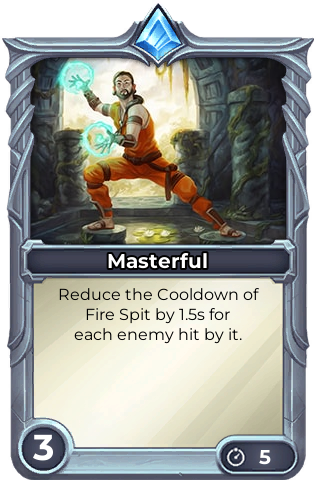 Masterful
Reduce the Cooldown of
Fire Spit by 1.5s for
each enemy hit by it.
3
5